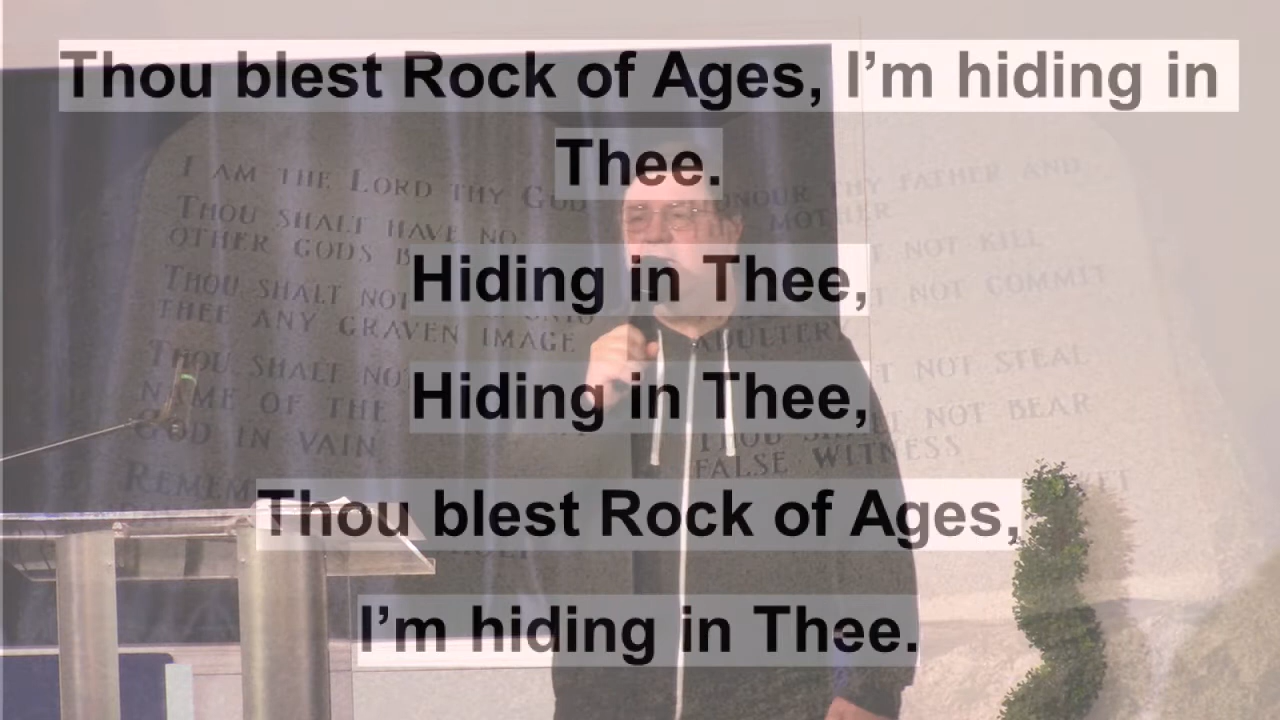 Thou blest Rock of Ages, I’m hiding in
Thee.
Hiding in Thee,
Hiding in Thee,
Thou blest Rock of Ages,
I’m hiding in Thee.
I AM THE LORD THY GOD
THOU SHALT HAVE NO
OTHER GODS
THOU SHALT NOT
THEE ANY GRAVEN IMAGE
THOU SHALT NOT
NAME OF THE
GOD IN VAIN
THY FATHER AND
MOTHER
NOT KILL
NOT COMMIT
ADULTERY
NOT STEAL
NOT BEAR
FALSE WITNESS